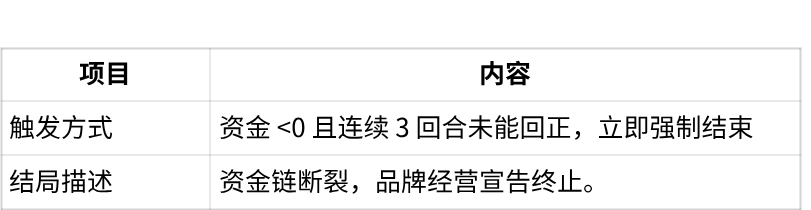 项目 内容
触发方式 资金 <0 且连续 3 回合未能回正，立即强制结束
结局描述 资金链断裂，品牌经营宣告终止。